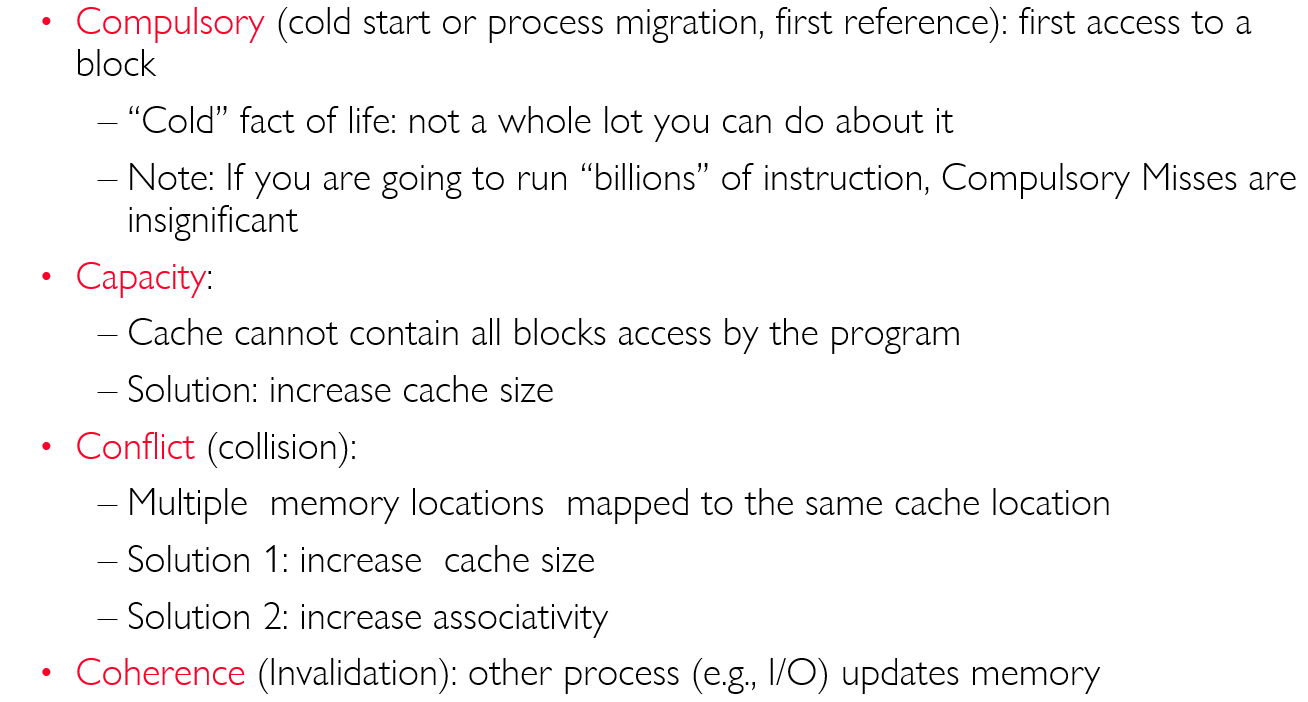 • Compulsory (cold start or process migration, first reference): first access to a
block
– “Cold” fact of life: not a whole lot you can do about it
– Note: If you are going to run “billions” of instruction, Compulsory Misses are
insignificant
• Capacity:
– Cache cannot contain all blocks access by the program
– Solution: increase cache size
• Conflict (collision):
– Multiple  memory locations  mapped to the same cache location
– Solution 1: increase  cache size
– Solution 2: increase associativity
• Coherence (Invalidation): other process (e.g., I/O) updates memory